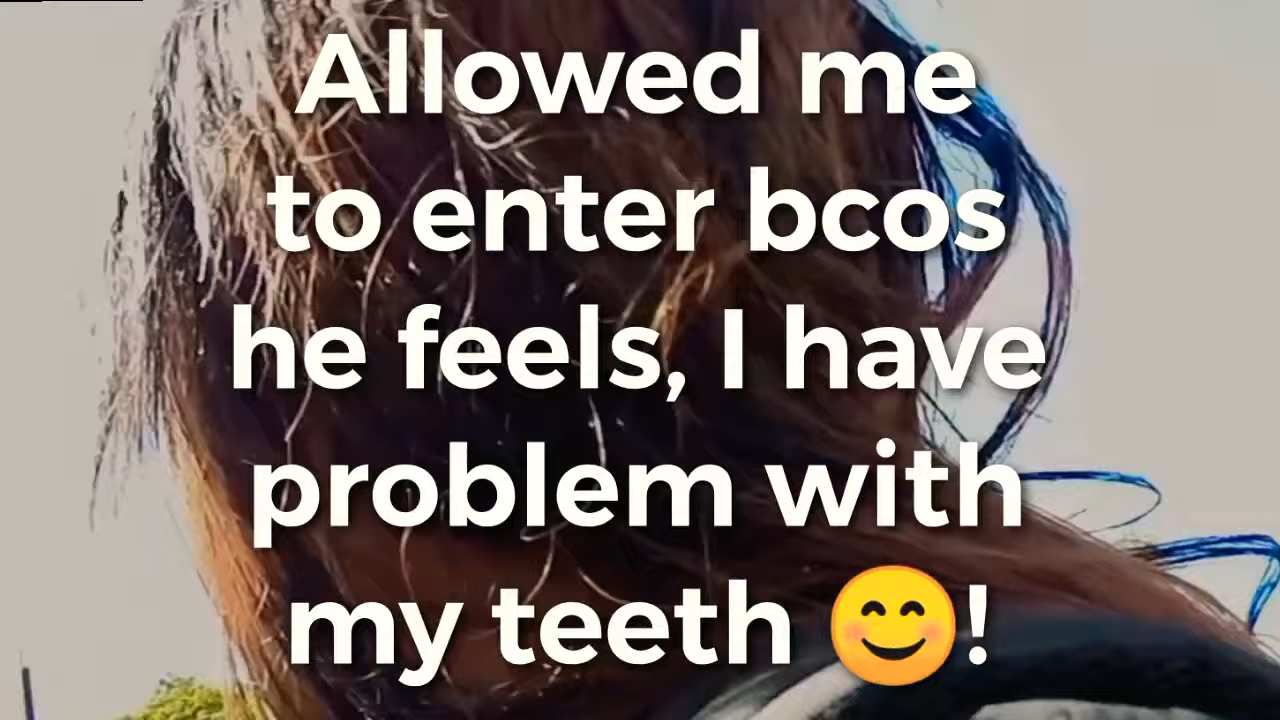 Allowed me
to enter bcos
he feels, I have
problem with
my teeth 😊!